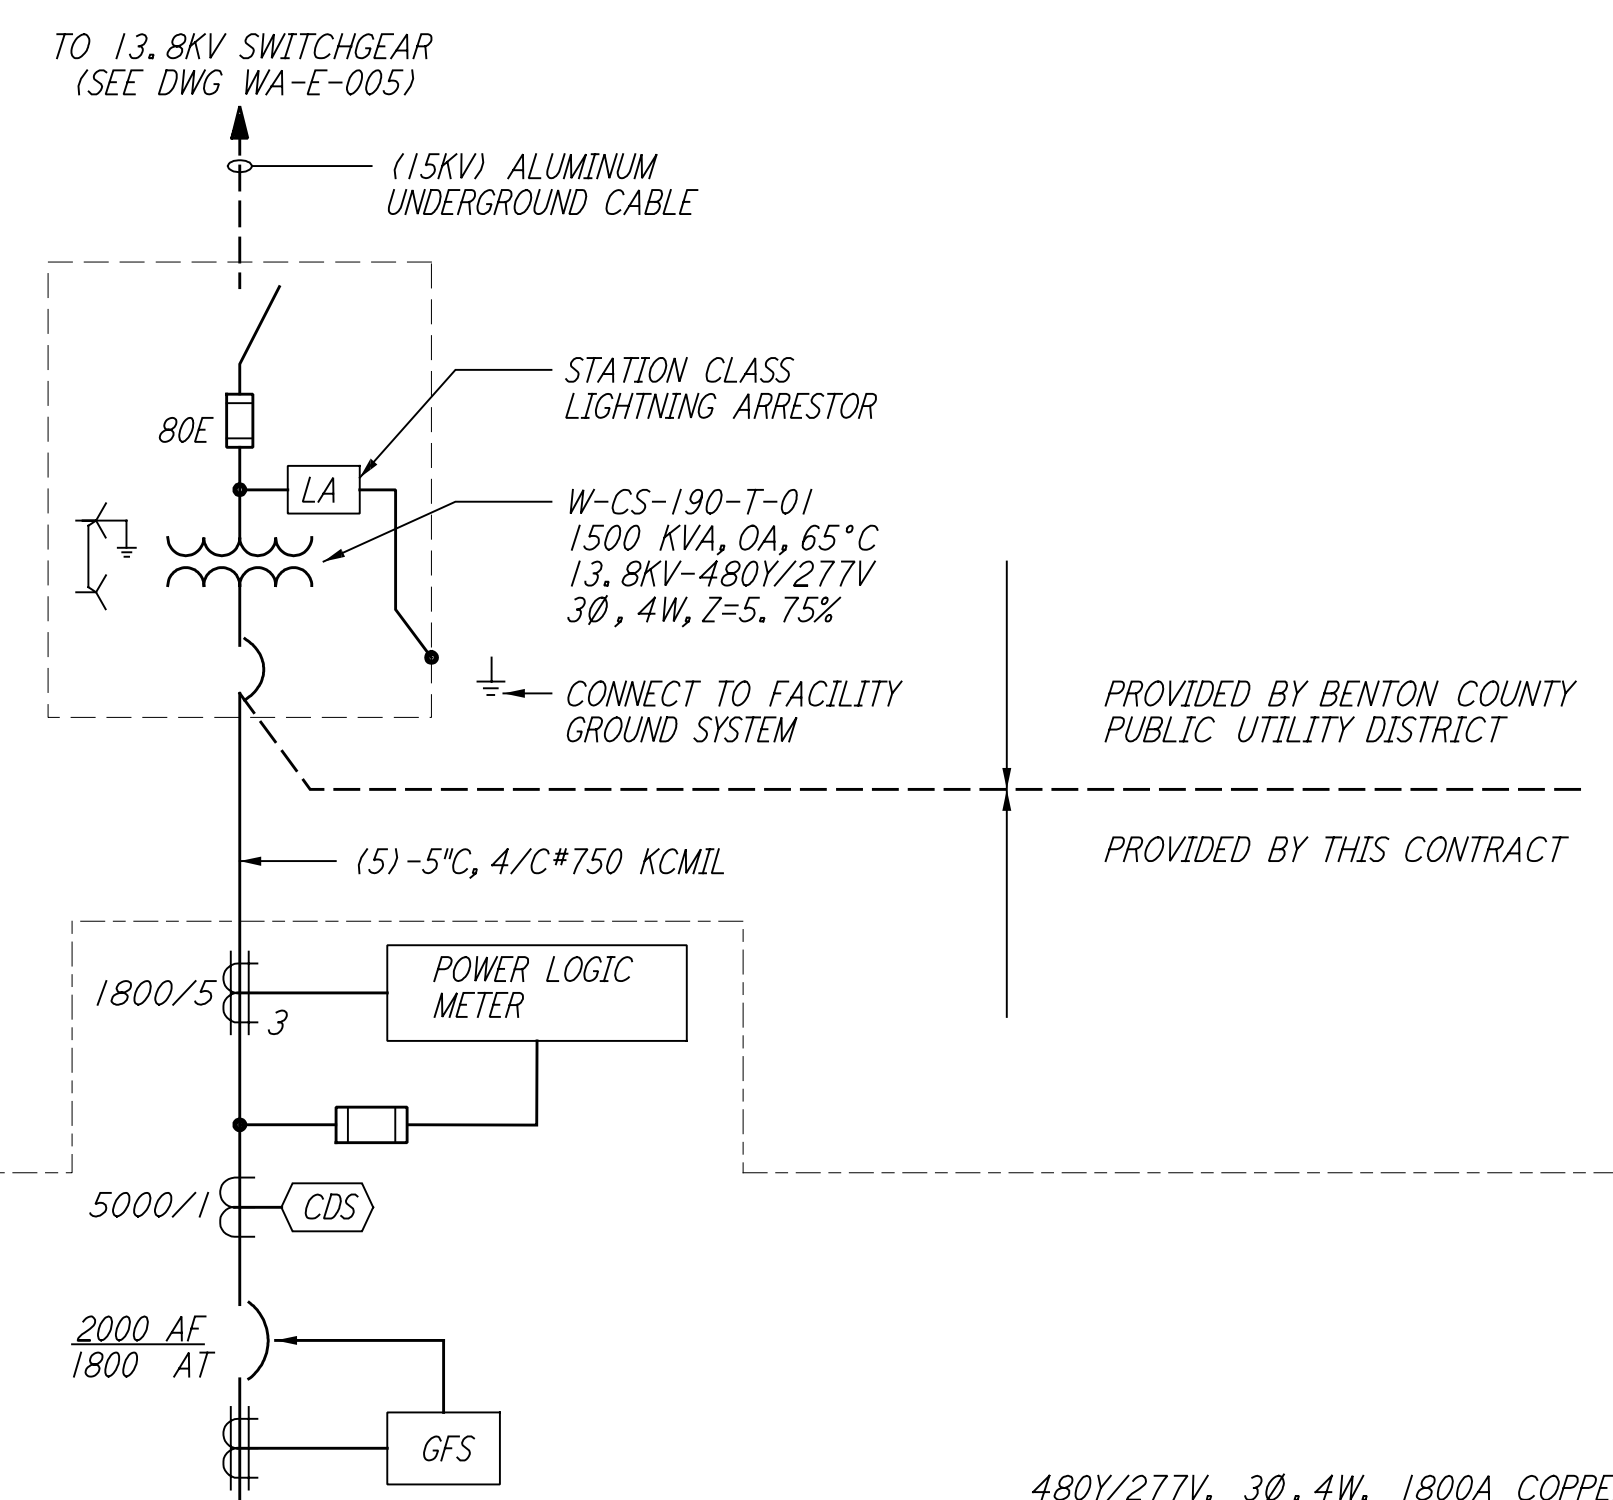 TO 13.8KV SWITCHGEAR
(SEE DWG WA-E-005)
(15KV) ALUMINUM
UNDERGROUND CABLE
STATION CLASS
LIGHTNING ARRESTOR
80E
LA
W-CS-190-T-01
1500 KVA, OA, 65°C
13.8KV-480Y/277V
3Ø, 4W, Z=5.75%
CONNECT TO FACILITY
GROUND SYSTEM
PROVIDED BY BENTON COUNTY
PUBLIC UTILITY DISTRICT
PROVIDED BY THIS CONTRACT
(5)-5"C, 4/C#750 KCMIL
POWER LOGIC
METER
1800/5
3
5000/1
CDS
2000 AF
1800 AT
GFS
480Y/277V, 3Ø, 4W, 1800A COPPE